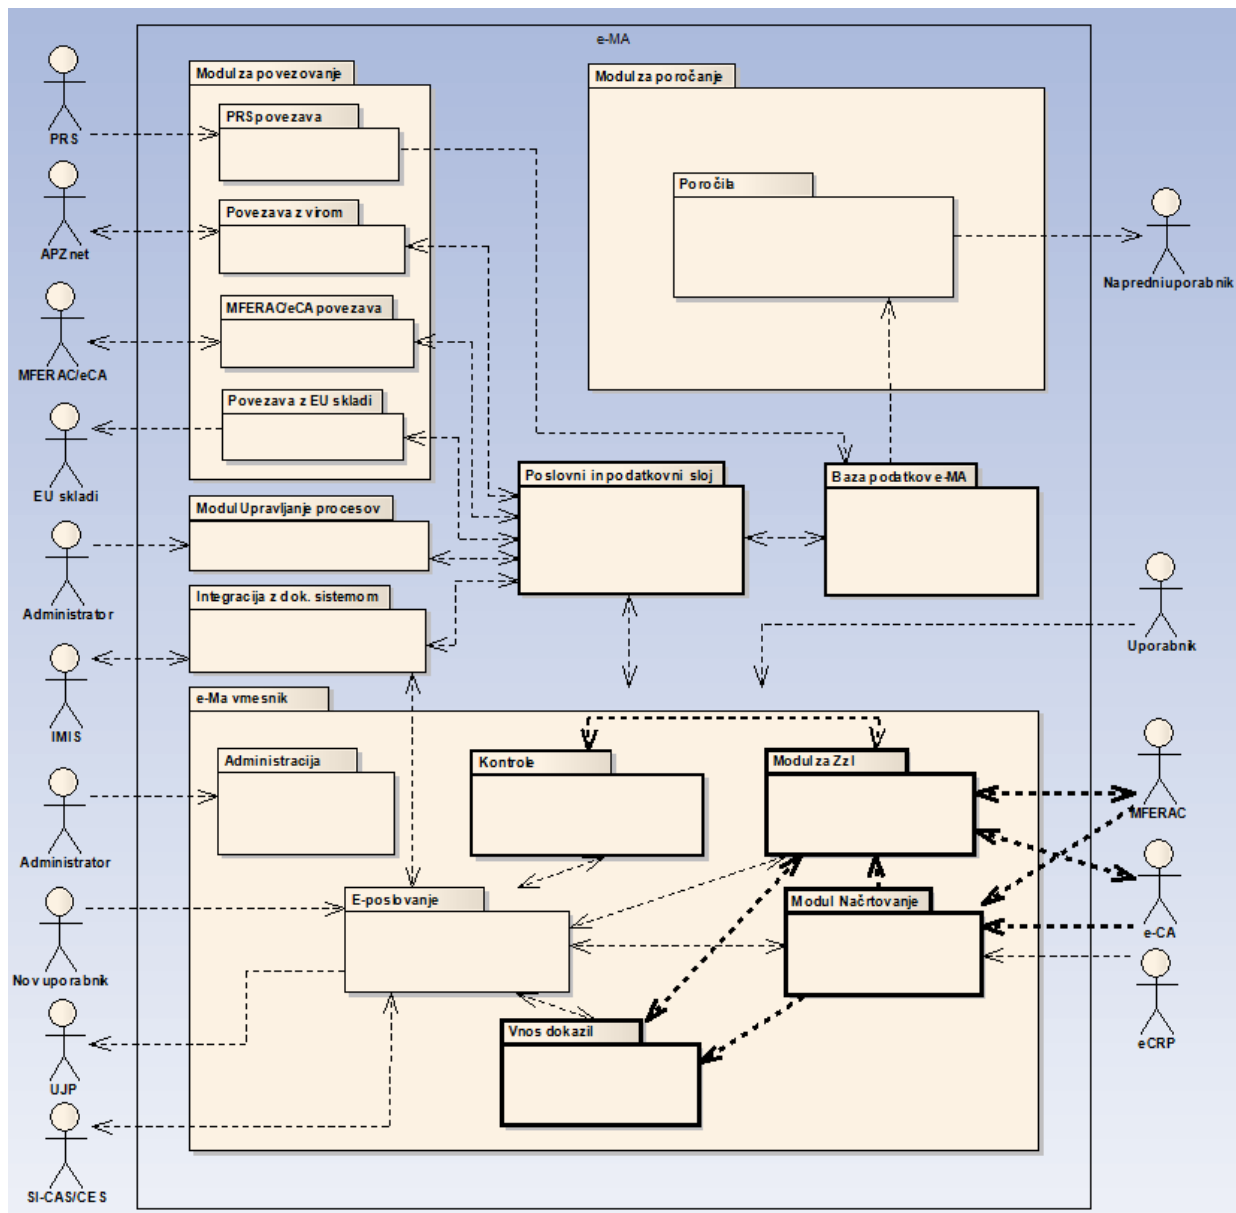 e-MA
Modul za povezovanje
Modul za poročanje
PRS povezava
PRS
Poročila
Povezava z virom
APZ net
Napredni uporabnik
MFERAC/eCA povezava
MFERAC/eCA
Povezava z EU skladi
EU skladi
Poslovni in podatkovni sloj
Baza podatkov e-MA
Modul Upravljanje procesov
Administrator
Integracija z dok. sistemom
Uporabnik
IMIS
e-Ma vmesnik
Administracija
Kontrole
Modul za ZzI
MFERAC
Administrator
E-poslovanje
Modul Načrtovanje
e-CA
Nov uporabnik
Vnos dokazil
eCRP
UJP
SI-CAS/CES